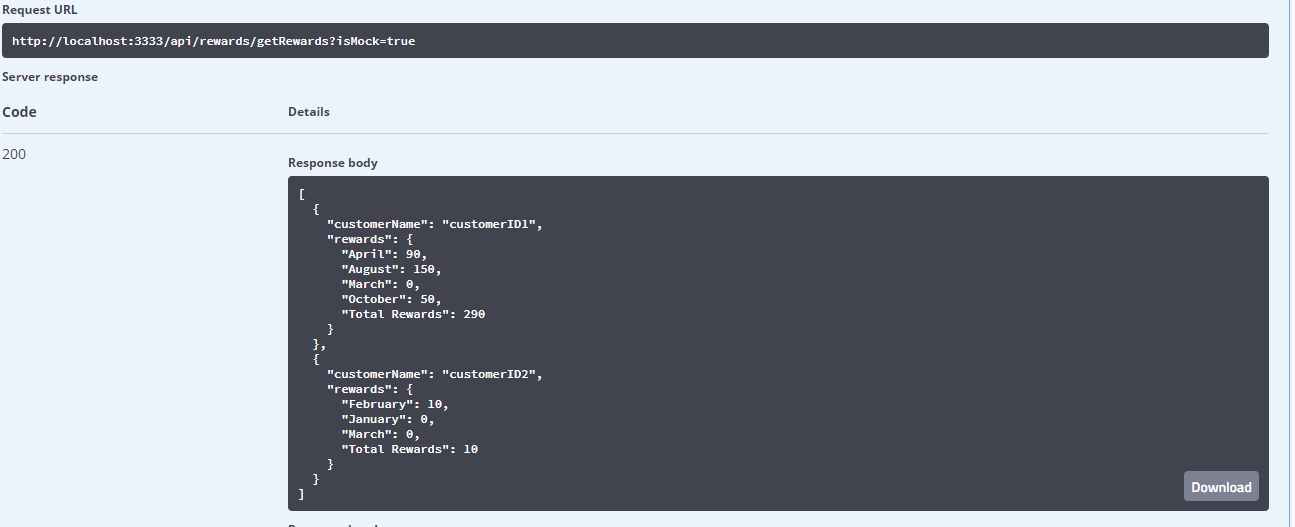 Request URL
http://localhost:3333/api/rewards/getRewards?isMock=true
Server response
Code Details
200
Response body
[
  {
    "customerName": "customerID1",
    "rewards": {
      "April": 90,
      "August": 150,
      "March": 0,
      "October": 50,
      "Total Rewards": 290
    }
  },
  {
    "customerName": "customerID2",
    "rewards": {
      "February": 10,
      "January": 0,
      "March": 0,
      "Total Rewards": 10
    }
  }
]
Download